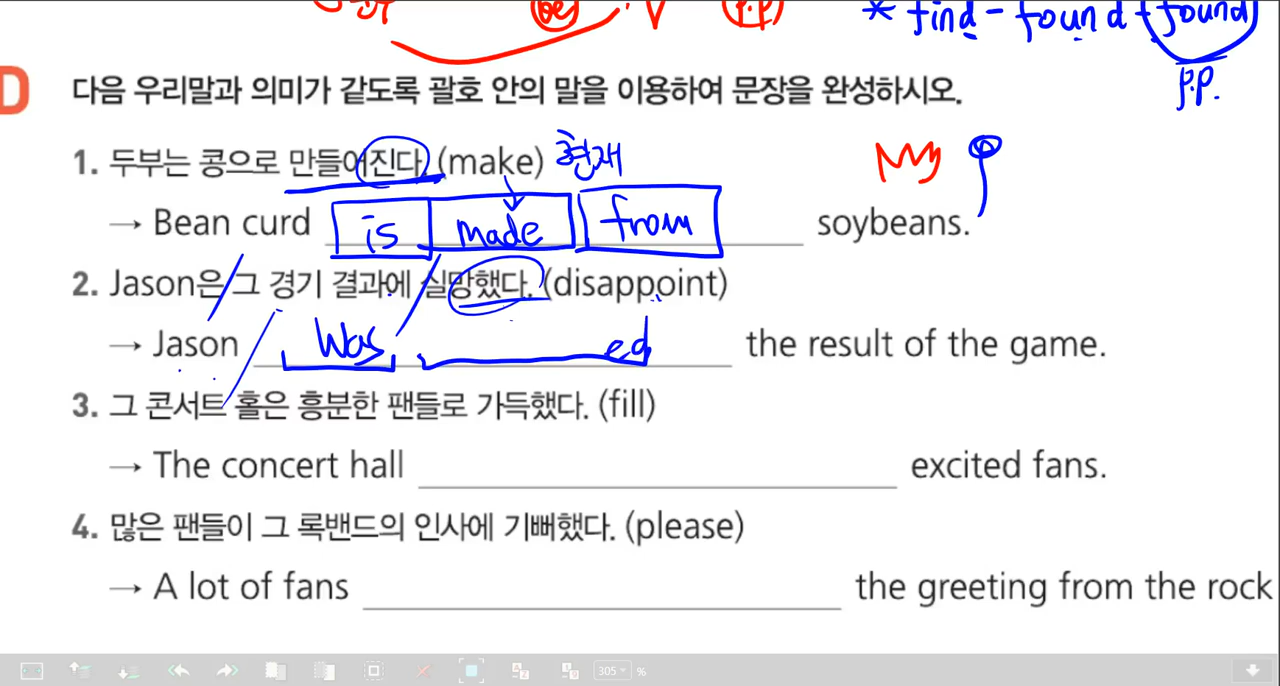 * find - found - found
p.p.
D 다음 우리말과 의미가 같도록 괄호 안의 말을 이용하여 문장을 완성하시오.
1. 두부는 콩으로 만들어진다. (make) 현재
→ Bean curd is made from soybeans.
2. Jason은 그 경기 결과에 실망했다. (disappoint)
→ Jason was ed the result of the game.
3. 그 콘서트 홀은 흥분한 팬들로 가득했다. (fill)
→ The concert hall excited fans.
4. 많은 팬들이 그 록밴드의 인사에 기뻐했다. (please)
→ A lot of fans the greeting from the rock
305 %